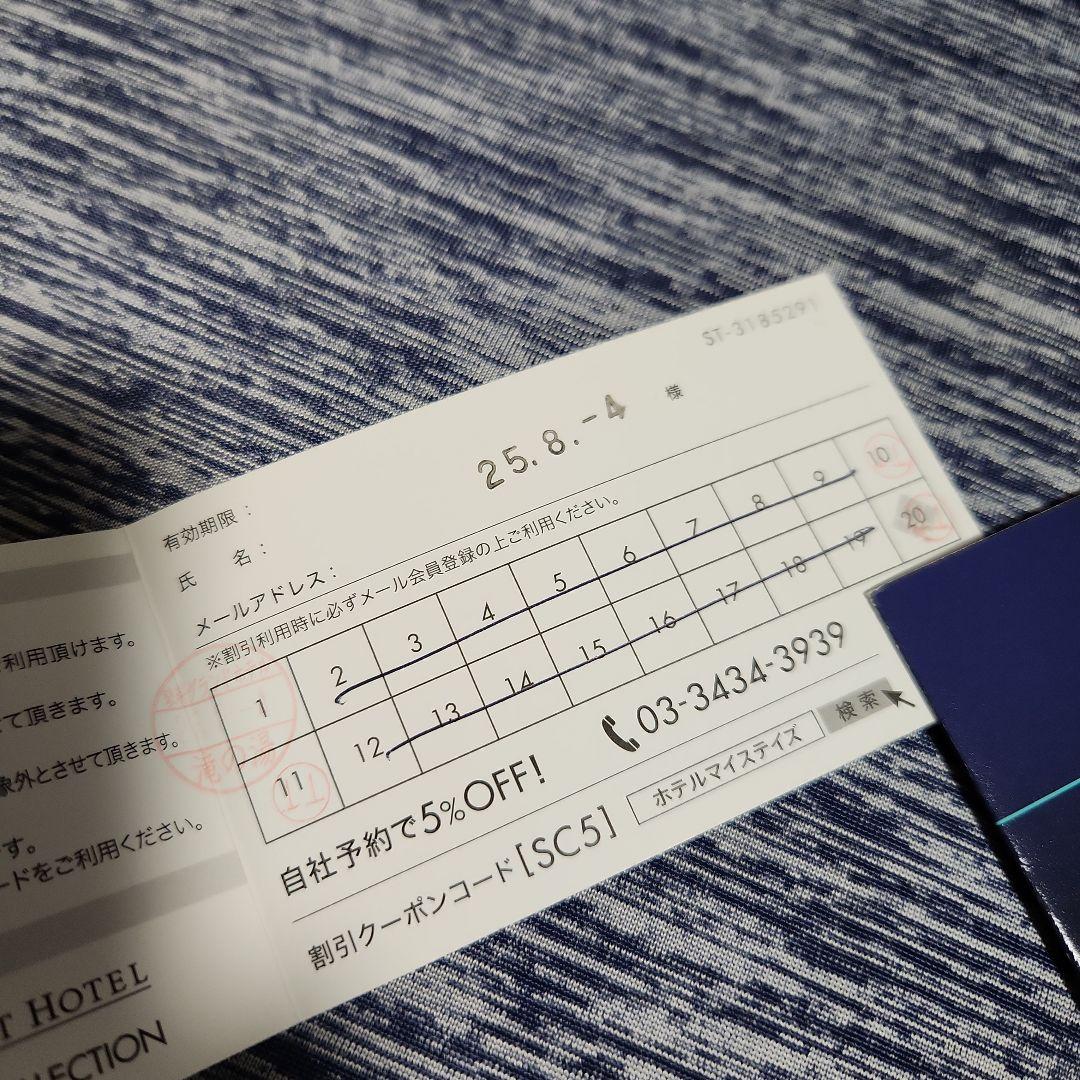 ST-3185291
有効期限： 25.8.-4
氏 名： 様
メールアドレス：
※割引利用時に必ずメール会員登録の上ご利用ください。
1 2 3 4 5 6 7 8 9 10
11 12 13 14 15 16 17 18 19 20
滝の湯
自社予約で5%OFF! 03-3434-3939
割引クーポンコード[SC5] ホテルマイステイズ 検索
利用頂けます。
て頂きます。
象外とさせて頂きます。
す。
ードをご利用ください。
T HOTEL
LECTION